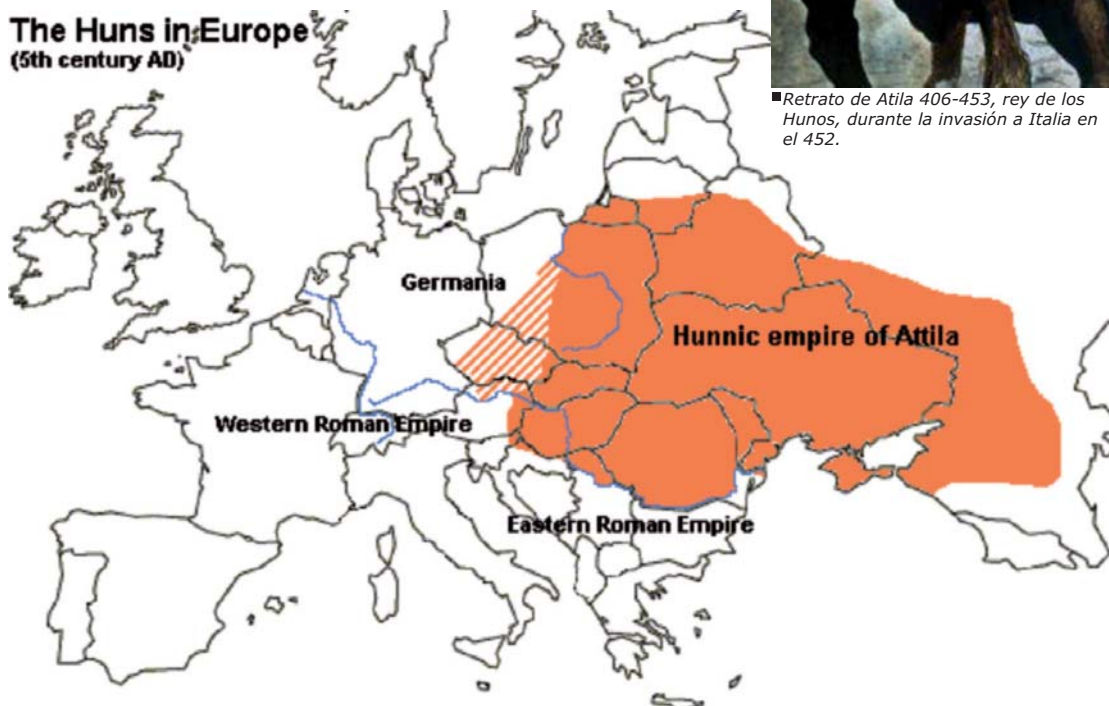 The Huns in Europe
(5th century AD)
Retrato de Atila 406-453, rey de los
Hunos, durante la invasión a Italia en
el 452.
Germania
Hunnic empire of Attila
Western Roman Empire
Eastern Roman Empire